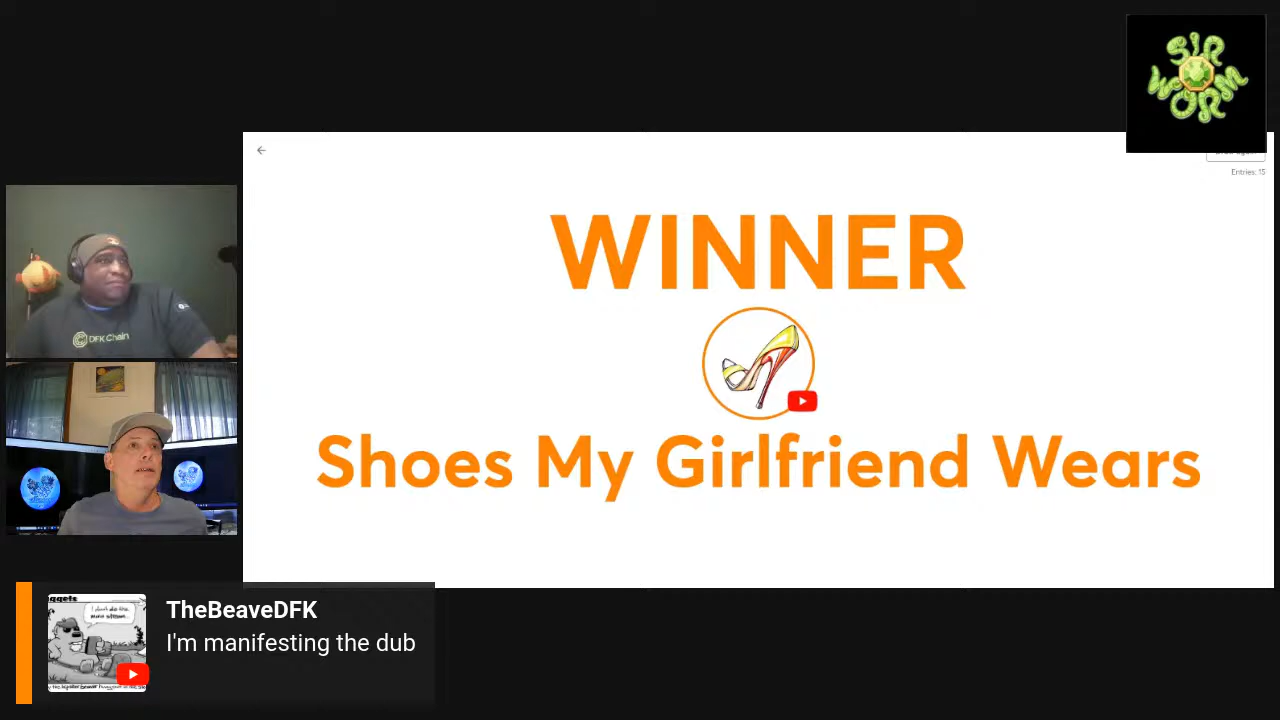 SIR
WORM
Entries: 15
WINNER
Shoes My Girlfriend Wears
DFK Chain
TheBeaveDFK
I'm manifesting the dub